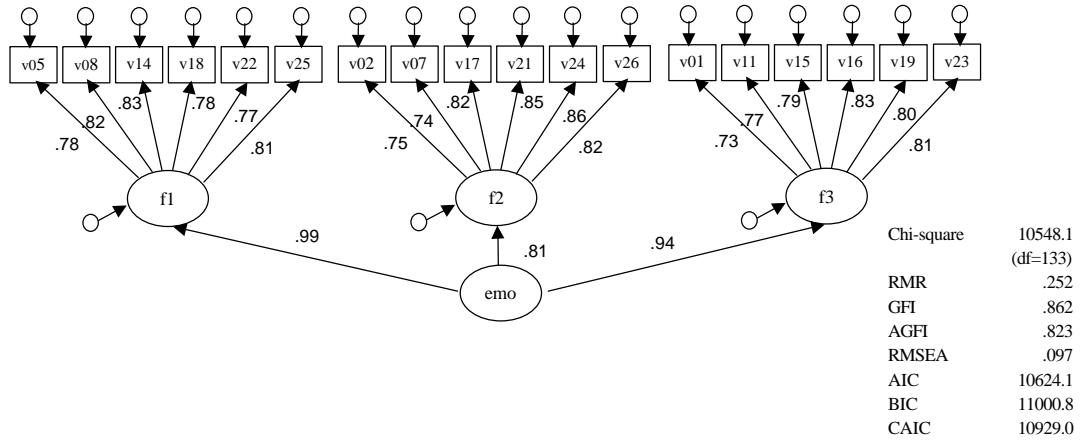 v05 v08 v14 v18 v22 v25 v02 v07 v17 v21 v24 v26 v01 v11 v15 v16 v19 v23
.78 .82 .83 .78 .77 .81 .75 .74 .82 .85 .86 .82 .73 .77 .79 .83 .80 .81
f1 f2 f3
.99 .81 .94
emo
Chi-square 10548.1
(df=133)
RMR .252
GFI .862
AGFI .823
RMSEA .097
AIC 10624.1
BIC 11000.8
CAIC 10929.0